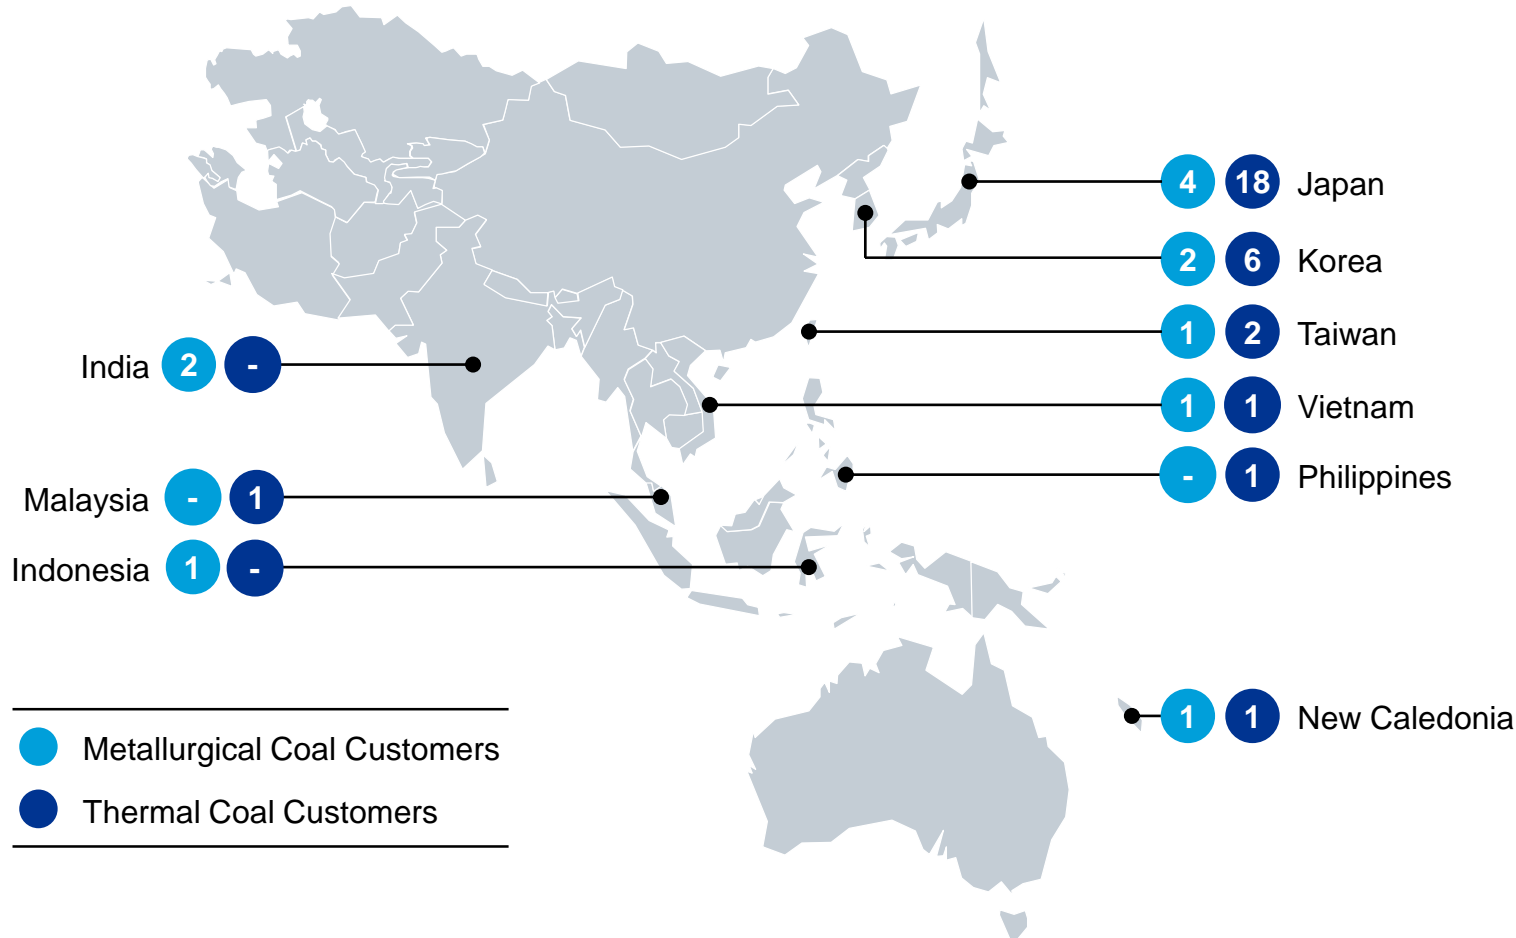 4 18 Japan
2 6 Korea
1 2 Taiwan
India 2 -
1 1 Vietnam
- 1 Philippines
Malaysia - 1
Indonesia 1 -
1 1 New Caledonia
Metallurgical Coal Customers
Thermal Coal Customers